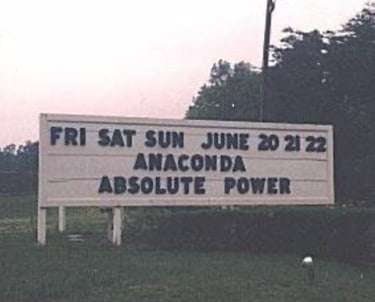 FRI SAT SUN JUNE 20 21 22
ANACONDA
ABSOLUTE POWER